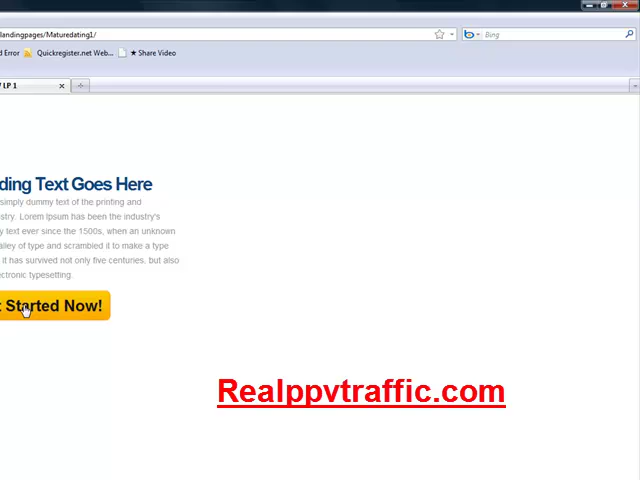 landingpages/Maturedating1/
Bing
d Error
Quickregister.net Web...
★ Share Video
LP 1
ding Text Goes Here
simply dummy text of the printing and
stry. Lorem Ipsum has been the industry's
y text ever since the 1500s, when an unknown
alley of type and scrambled it to make a type
it has survived not only five centuries, but also
ectronic typesetting.
t Started Now!
Realppvtraffic.com